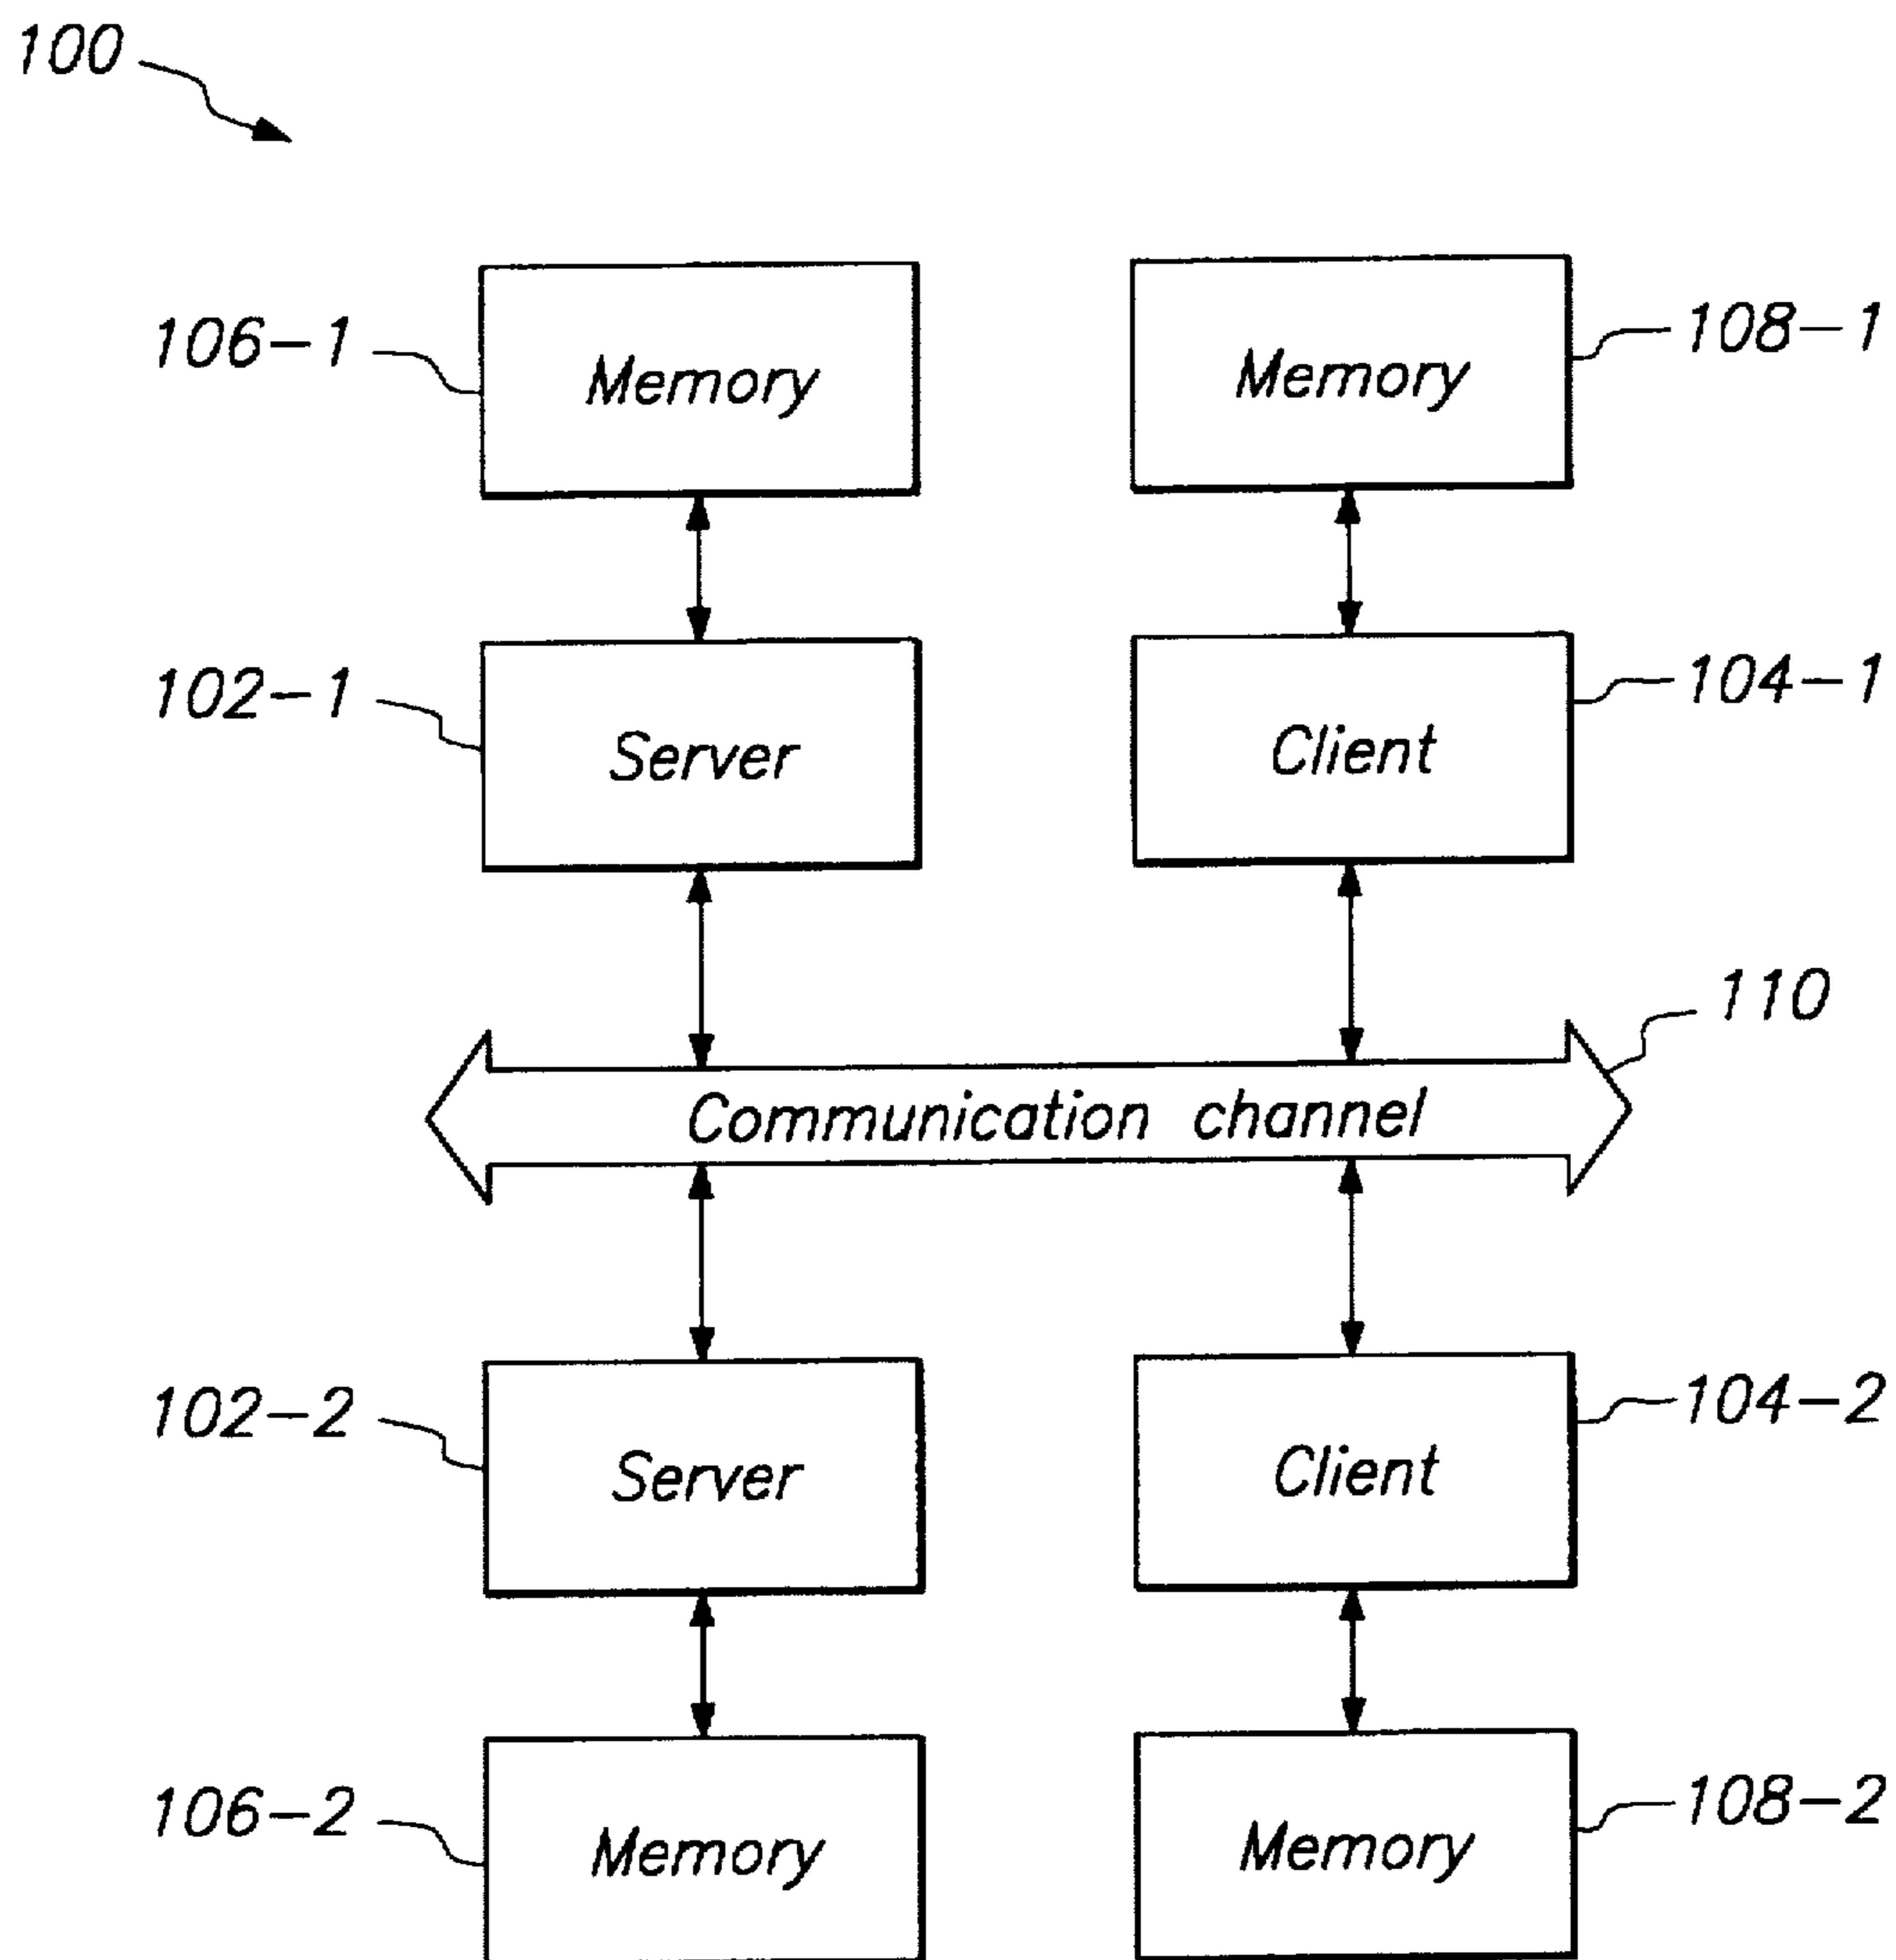 100
106-1 Memory Memory 108-1
102-1 Server Client 104-1
110
Communication channel
102-2 Server Client 104-2
106-2 Memory Memory 108-2